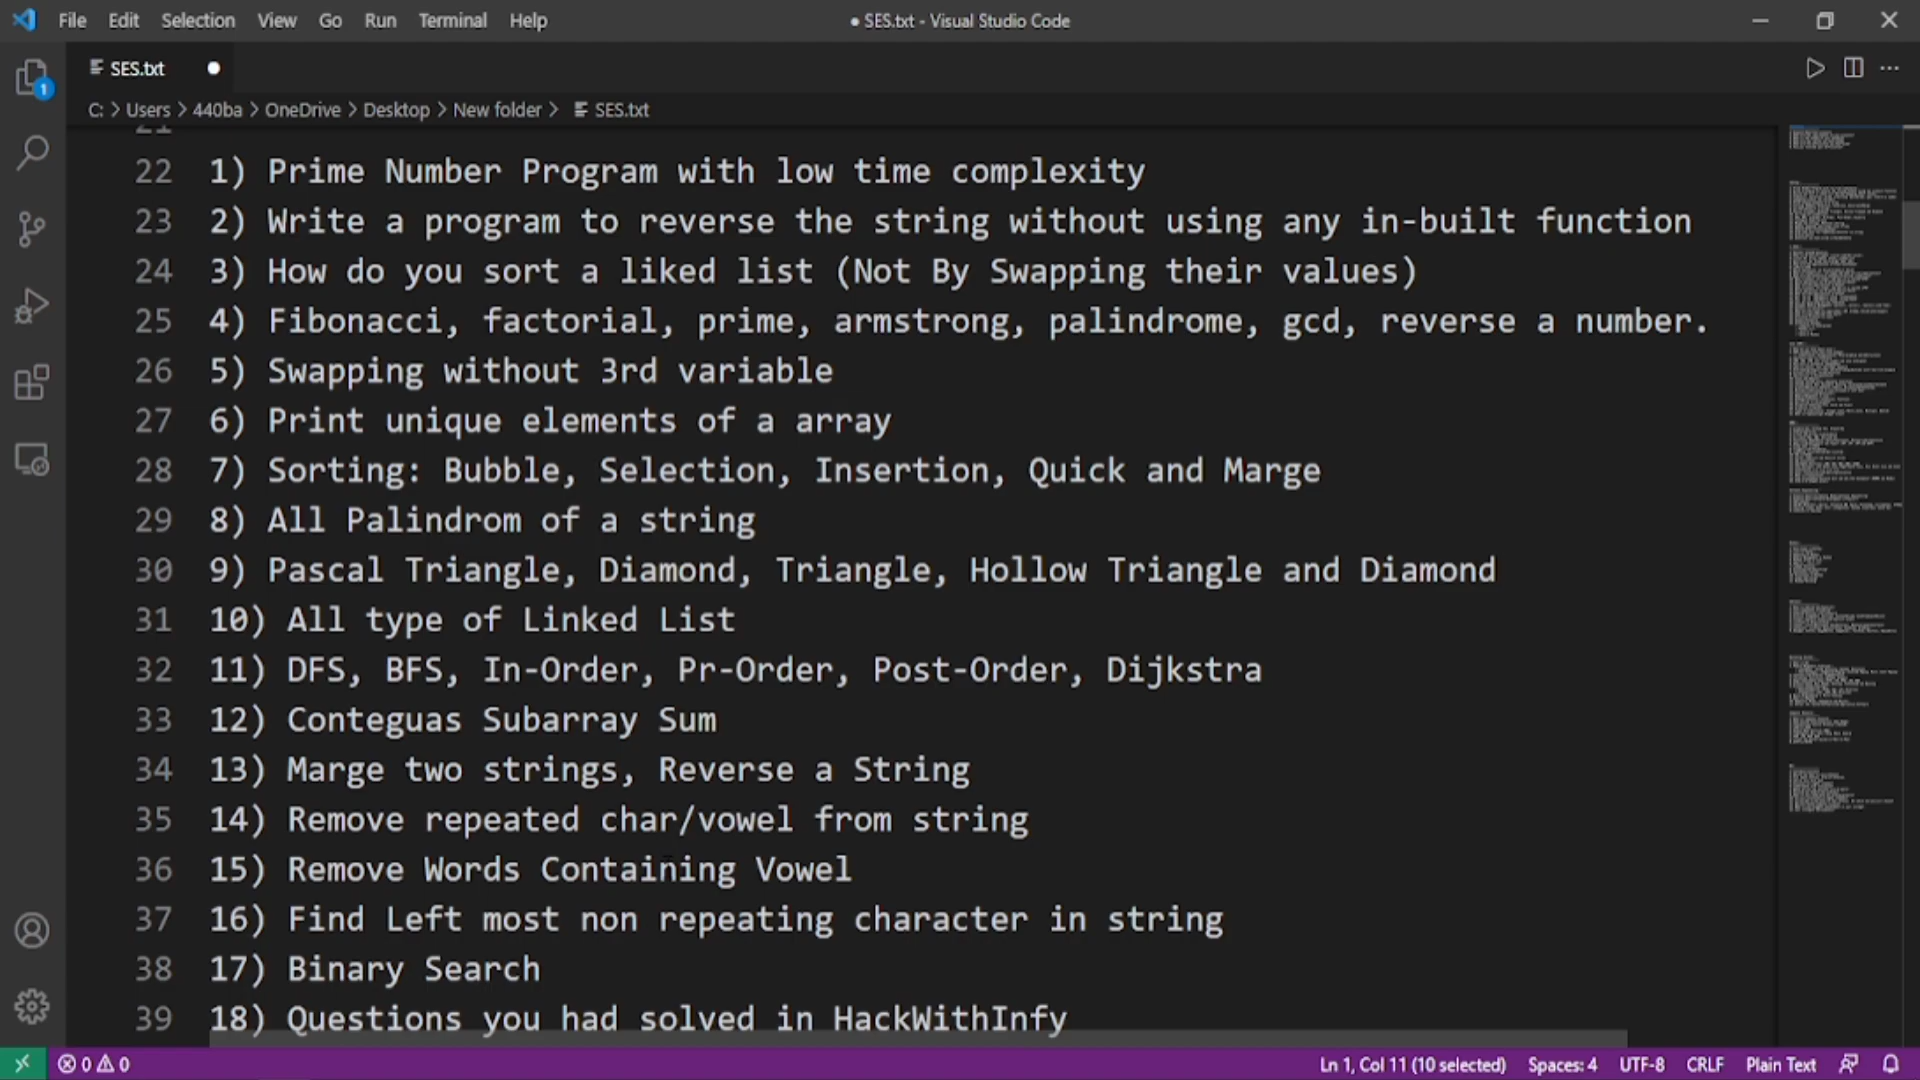 File Edit Selection View Go Run Terminal Help ● SES.txt - Visual Studio Code
SES.txt
C: > Users > 440ba > OneDrive > Desktop > New folder > SES.txt
1
21
22 1) Prime Number Program with low time complexity
23 2) Write a program to reverse the string without using any in-built function
24 3) How do you sort a liked list (Not By Swapping their values)
25 4) Fibonacci, factorial, prime, armstrong, palindrome, gcd, reverse a number.
26 5) Swapping without 3rd variable
27 6) Print unique elements of a array
28 7) Sorting: Bubble, Selection, Insertion, Quick and Marge
29 8) All Palindrom of a string
30 9) Pascal Triangle, Diamond, Triangle, Hollow Triangle and Diamond
31 10) All type of Linked List
32 11) DFS, BFS, In-Order, Pr-Order, Post-Order, Dijkstra
33 12) Conteguas Subarray Sum
34 13) Marge two strings, Reverse a String
35 14) Remove repeated char/vowel from string
36 15) Remove Words Containing Vowel
37 16) Find Left most non repeating character in string
38 17) Binary Search
39 18) Questions you had solved in HackWithInfy
0 0 Ln 1, Col 11 (10 selected) Spaces: 4 UTF-8 CRLF Plain Text